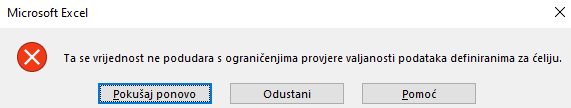 Microsoft Excel
Ta se vrijednost ne podudara s ograničenjima provjere valjanosti podataka definiranima za ćeliju.
Pokušaj ponovo
Odustani
Pomoć